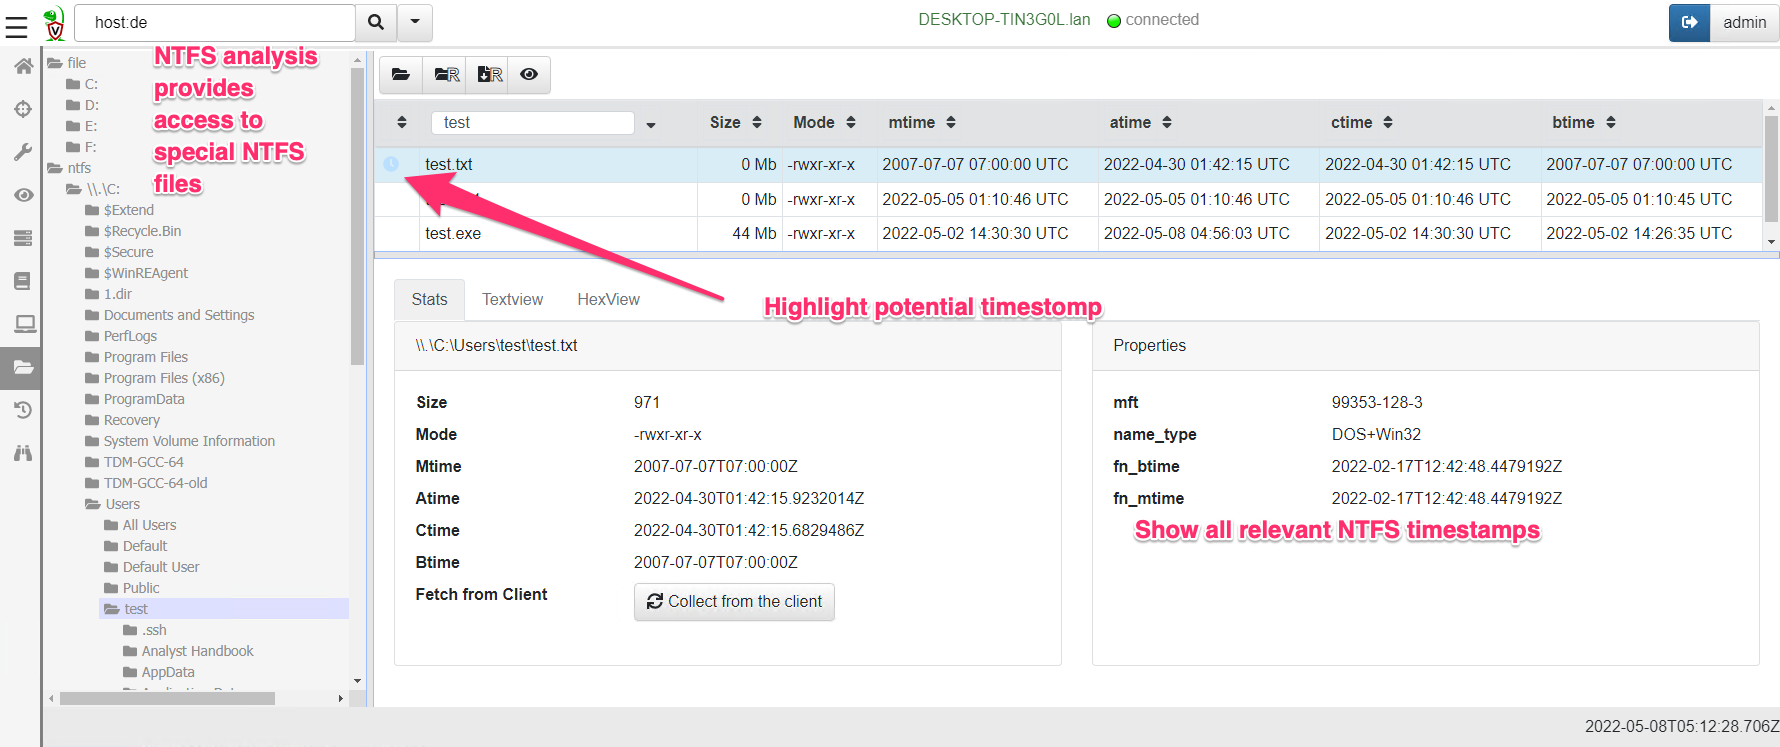 host:de
DESKTOP-TIN3G0L.lan connected
admin
NTFS analysis
provides
access to
special NTFS
files
file
C:
D:
E:
F:
ntfs
\\.\C:
$Extend
$Recycle.Bin
$Secure
$WinREAgent
1.dir
Documents and Settings
PerfLogs
Program Files
Program Files (x86)
ProgramData
Recovery
System Volume Information
TDM-GCC-64
TDM-GCC-64-old
Users
All Users
Default
Default User
Public
test
.ssh
Analyst Handbook
AppData
R R
test Size Mode mtime atime ctime btime
test.txt 0 Mb -rwxr-xr-x 2007-07-07 07:00:00 UTC 2022-04-30 01:42:15 UTC 2022-04-30 01:42:15 UTC 2007-07-07 07:00:00 UTC
0 Mb -rwxr-xr-x 2022-05-05 01:10:46 UTC 2022-05-05 01:10:46 UTC 2022-05-05 01:10:46 UTC 2022-05-05 01:10:45 UTC
test.exe 44 Mb -rwxr-xr-x 2022-05-02 14:30:30 UTC 2022-05-08 04:56:03 UTC 2022-05-02 14:30:30 UTC 2022-05-02 14:26:35 UTC
Stats Textview HexView
Highlight potential timestomp
\\.\C:\Users\test\test.txt
Size 971
Mode -rwxr-xr-x
Mtime 2007-07-07T07:00:00Z
Atime 2022-04-30T01:42:15.9232014Z
Ctime 2022-04-30T01:42:15.6829486Z
Btime 2007-07-07T07:00:00Z
Fetch from Client Collect from the client
Properties
mft 99353-128-3
name_type DOS+Win32
fn_btime 2022-02-17T12:42:48.4479192Z
fn_mtime 2022-02-17T12:42:48.4479192Z
Show all relevant NTFS timestamps
2022-05-08T05:12:28.706Z